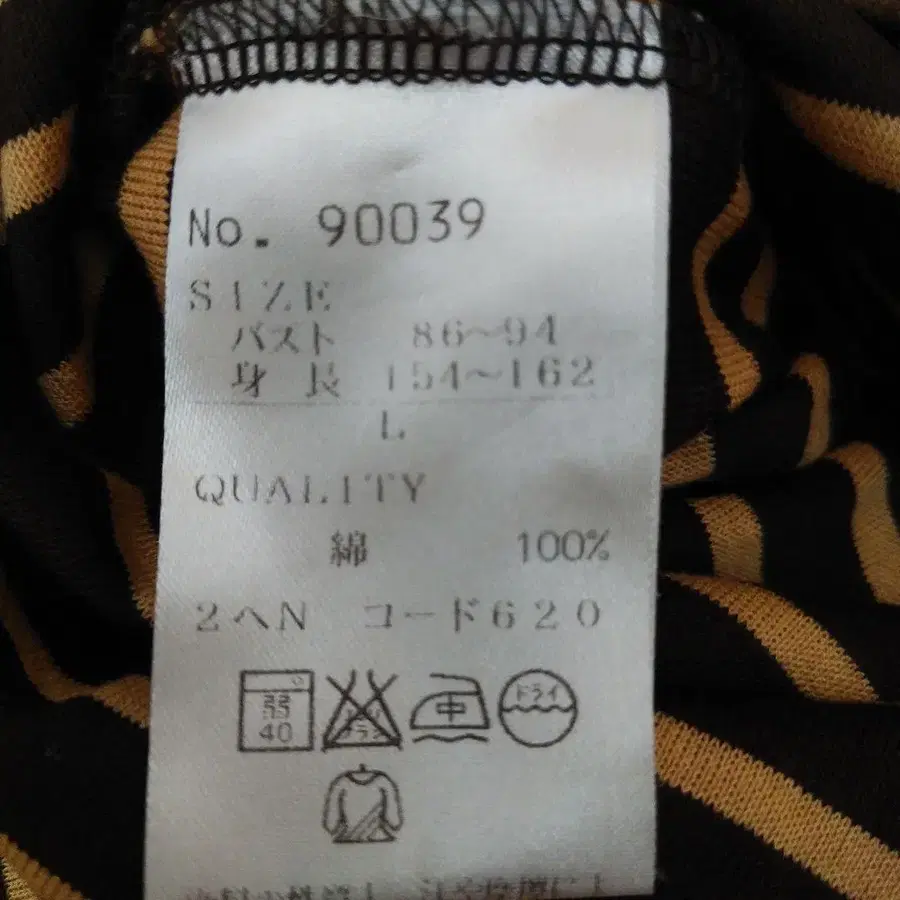 No. 90039
SIZE
バスト 86~94
身長 154~162
L
QUALITY
綿 100%
2ヘN コード620
弱 40 中 ドライ